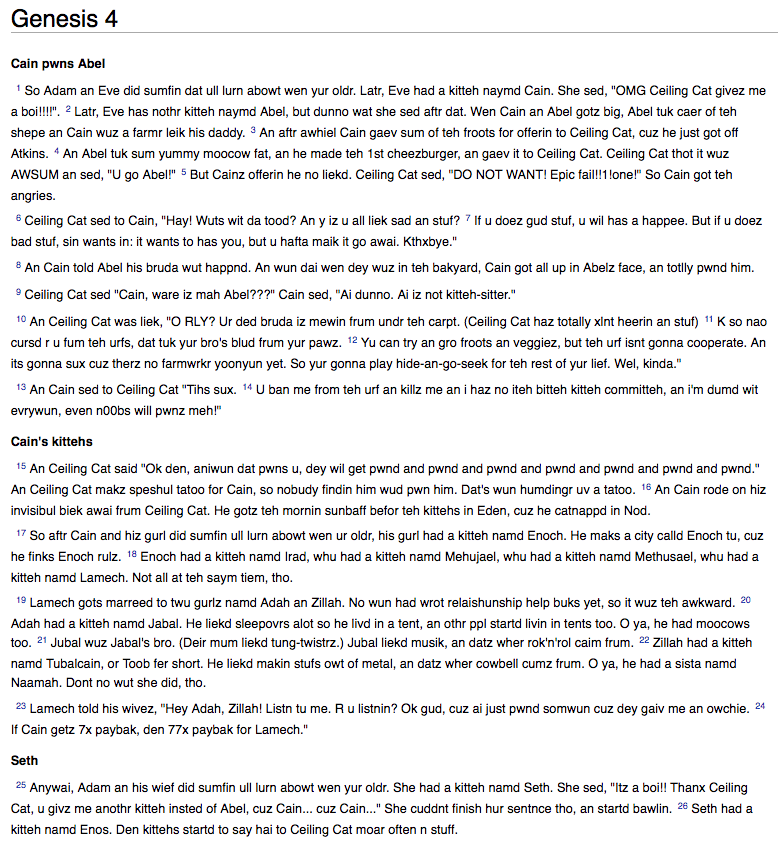 Genesis 4
Cain pwns Abel
1 So Adam an Eve did sumfin dat ull lurn abowt wen yur oldr. Latr, Eve had a kitteh naymd Cain. She sed, "OMG Ceiling Cat givez me
a boi!!!!". 2 Latr, Eve has nothr kitteh naymd Abel, but dunno wat she sed aftr dat. Wen Cain an Abel gotz big, Abel tuk caer of teh
shepe an Cain wuz a farmr leik his daddy. 3 An aftr awhiel Cain gaev sum of teh froots for offerin to Ceiling Cat, cuz he just got off
Atkins. 4 An Abel tuk sum yummy moocow fat, an he made teh 1st cheezburger, an gaev it to Ceiling Cat. Ceiling Cat thot it wuz
AWSUM an sed, "U go Abel!" 5 But Cainz offerin he no liekd. Ceiling Cat sed, "DO NOT WANT! Epic fail!!1!one!" So Cain got teh
angries.
6 Ceiling Cat sed to Cain, "Hay! Wuts wit da tood? An y iz u all liek sad an stuf? 7 If u doez gud stuf, u wil has a happee. But if u doez
bad stuf, sin wants in: it wants to has you, but u hafta maik it go awai. Kthxbye."
8 An Cain told Abel his bruda wut happnd. An wun dai wen dey wuz in teh bakyard, Cain got all up in Abelz face, an totlly pwnd him.
9 Ceiling Cat sed "Cain, ware iz mah Abel???" Cain sed, "Ai dunno. Ai iz not kitteh-sitter."
10 An Ceiling Cat was liek, "O RLY? Ur ded bruda iz mewin frum undr teh carpt. (Ceiling Cat haz totally xlnt heerin an stuf) 11 K so nao
cursd r u fum teh urfs, dat tuk yur bro's blud frum yur pawz. 12 Yu can try an gro froots an veggiez, but teh urf isnt gonna cooperate. An
its gonna sux cuz therz no farmwrkr yoonyun yet. So yur gonna play hide-an-go-seek for teh rest of yur lief. Wel, kinda."
13 An Cain sed to Ceiling Cat "Tihs sux. 14 U ban me from teh urf an killz me an i haz no iteh bitteh kitteh committeh, an i'm dumd wit
evrywun, even n00bs will pwnz meh!"
Cain's kittehs
15 An Ceiling Cat said "Ok den, aniwun dat pwns u, dey wil get pwnd and pwnd and pwnd and pwnd and pwnd and pwnd and pwnd."
An Ceiling Cat makz speshul tatoo for Cain, so nobudy findin him wud pwn him. Dat's wun humdingr uv a tatoo. 16 An Cain rode on hiz
invisibul biek awai frum Ceiling Cat. He gotz teh mornin sunbaff befor teh kittehs in Eden, cuz he catnappd in Nod.
17 So aftr Cain and hiz gurl did sumfin ull lurn abowt wen ur oldr, his gurl had a kitteh namd Enoch. He maks a city calld Enoch tu, cuz
he finks Enoch rulz. 18 Enoch had a kitteh namd Irad, whu had a kitteh namd Mehujael, whu had a kitteh namd Methusael, whu had a
kitteh namd Lamech. Not all at teh saym tiem, tho.
19 Lamech gots marreed to twu gurlz namd Adah an Zillah. No wun had wrot relaishunship help buks yet, so it wuz teh awkward. 20
Adah had a kitteh namd Jabal. He liekd sleepovrs alot so he livd in a tent, an othr ppl startd livin in tents too. O ya, he had moocows
too. 21 Jubal wuz Jabal's bro. (Deir mum liekd tung-twistrz.) Jubal liekd musik, an datz wher rok'n'rol caim frum. 22 Zillah had a kitteh
namd Tubalcain, or Toob fer short. He liekd makin stufs owt of metal, an datz wher cowbell cumz frum. O ya, he had a sista namd
Naamah. Dont no wut she did, tho.
23 Lamech told his wivez, "Hey Adah, Zillah! Listn tu me. R u listnin? Ok gud, cuz ai just pwnd somwun cuz dey gaiv me an owchie. 24
If Cain getz 7x paybak, den 77x paybak for Lamech."
Seth
25 Anywai, Adam an his wief did sumfin ull lurn abowt wen yur oldr. She had a kitteh namd Seth. She sed, "Itz a boi!! Thanx Ceiling
Cat, u givz me anothr kitteh insted of Abel, cuz Cain... cuz Cain..." She cuddnt finish hur sentnce tho, an startd bawlin. 26 Seth had a
kitteh namd Enos. Den kittehs startd to say hai to Ceiling Cat moar often n stuff.